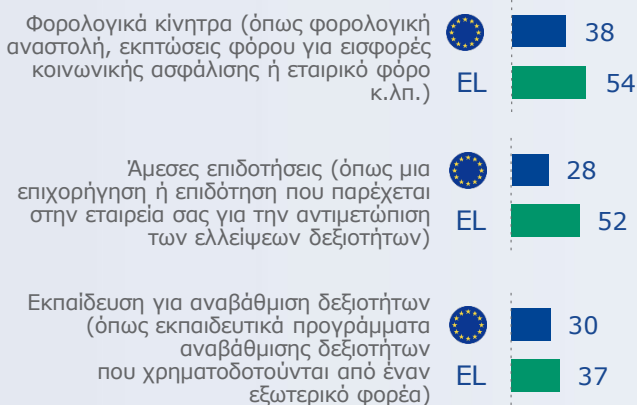 Φορολογικά κίνητρα (όπως φορολογική
αναστολή, εκπτώσεις φόρου για εισφορές
κοινωνικής ασφάλισης ή εταιρικό φόρο
κ.λπ.)
38
EL 54
Άμεσες επιδοτήσεις (όπως μια
επιχορήγηση ή επιδότηση που παρέχεται
στην εταιρεία σας για την αντιμετώπιση
των ελλείψεων δεξιοτήτων)
28
EL 52
Εκπαίδευση για αναβάθμιση δεξιοτήτων
(όπως εκπαιδευτικά προγράμματα
αναβάθμισης δεξιοτήτων
που χρηματοδοτούνται από έναν
εξωτερικό φορέα)
30
EL 37